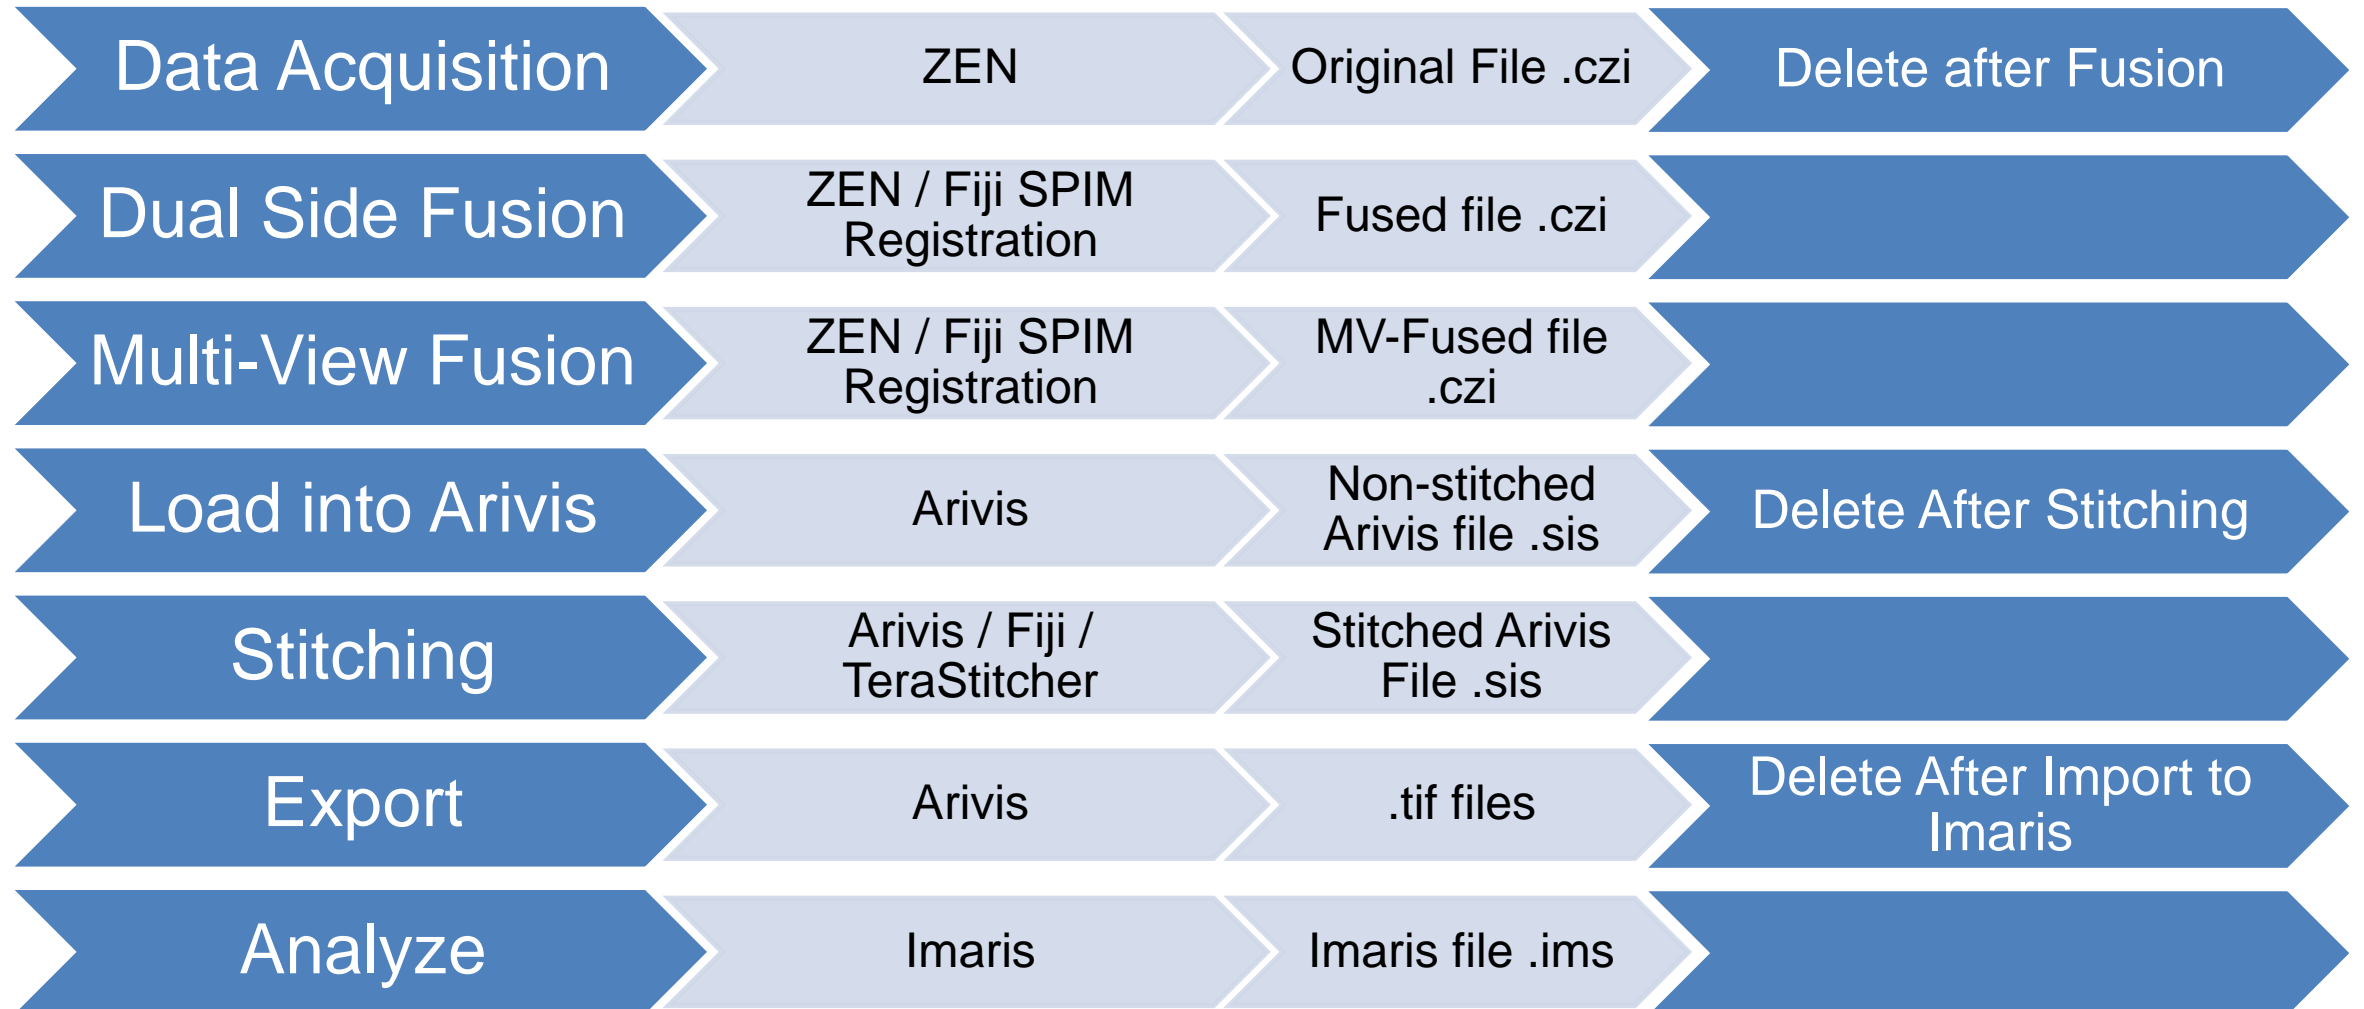 Data Acquisition
ZEN
Original File .czi
Delete after Fusion
Dual Side Fusion
ZEN / Fiji SPIM
Registration
Fused file .czi
Multi-View Fusion
ZEN / Fiji SPIM
Registration
MV-Fused file
.czi
Load into Arivis
Arivis
Non-stitched
Arivis file .sis
Delete After Stitching
Stitching
Arivis / Fiji /
TeraStitcher
Stitched Arivis
File .sis
Export
Arivis
.tif files
Delete After Import to
Imaris
Analyze
Imaris
Imaris file .ims